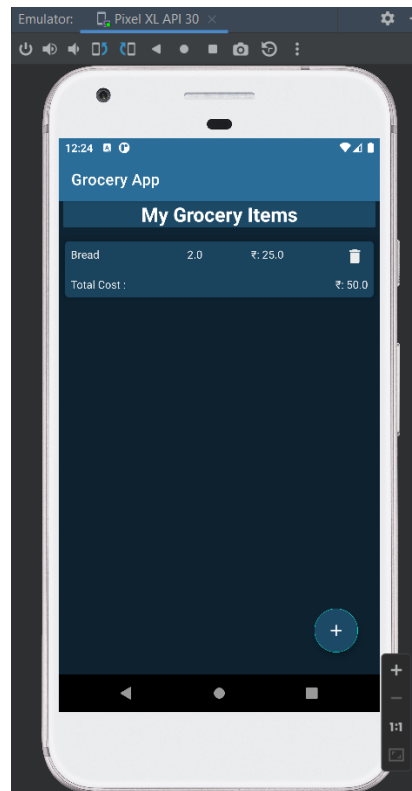 Emulator: Pixel XL API 30
12:24
Grocery App
My Grocery Items
Bread 2.0 ₹: 25.0
Total Cost : ₹: 50.0
+
+
−
1:1